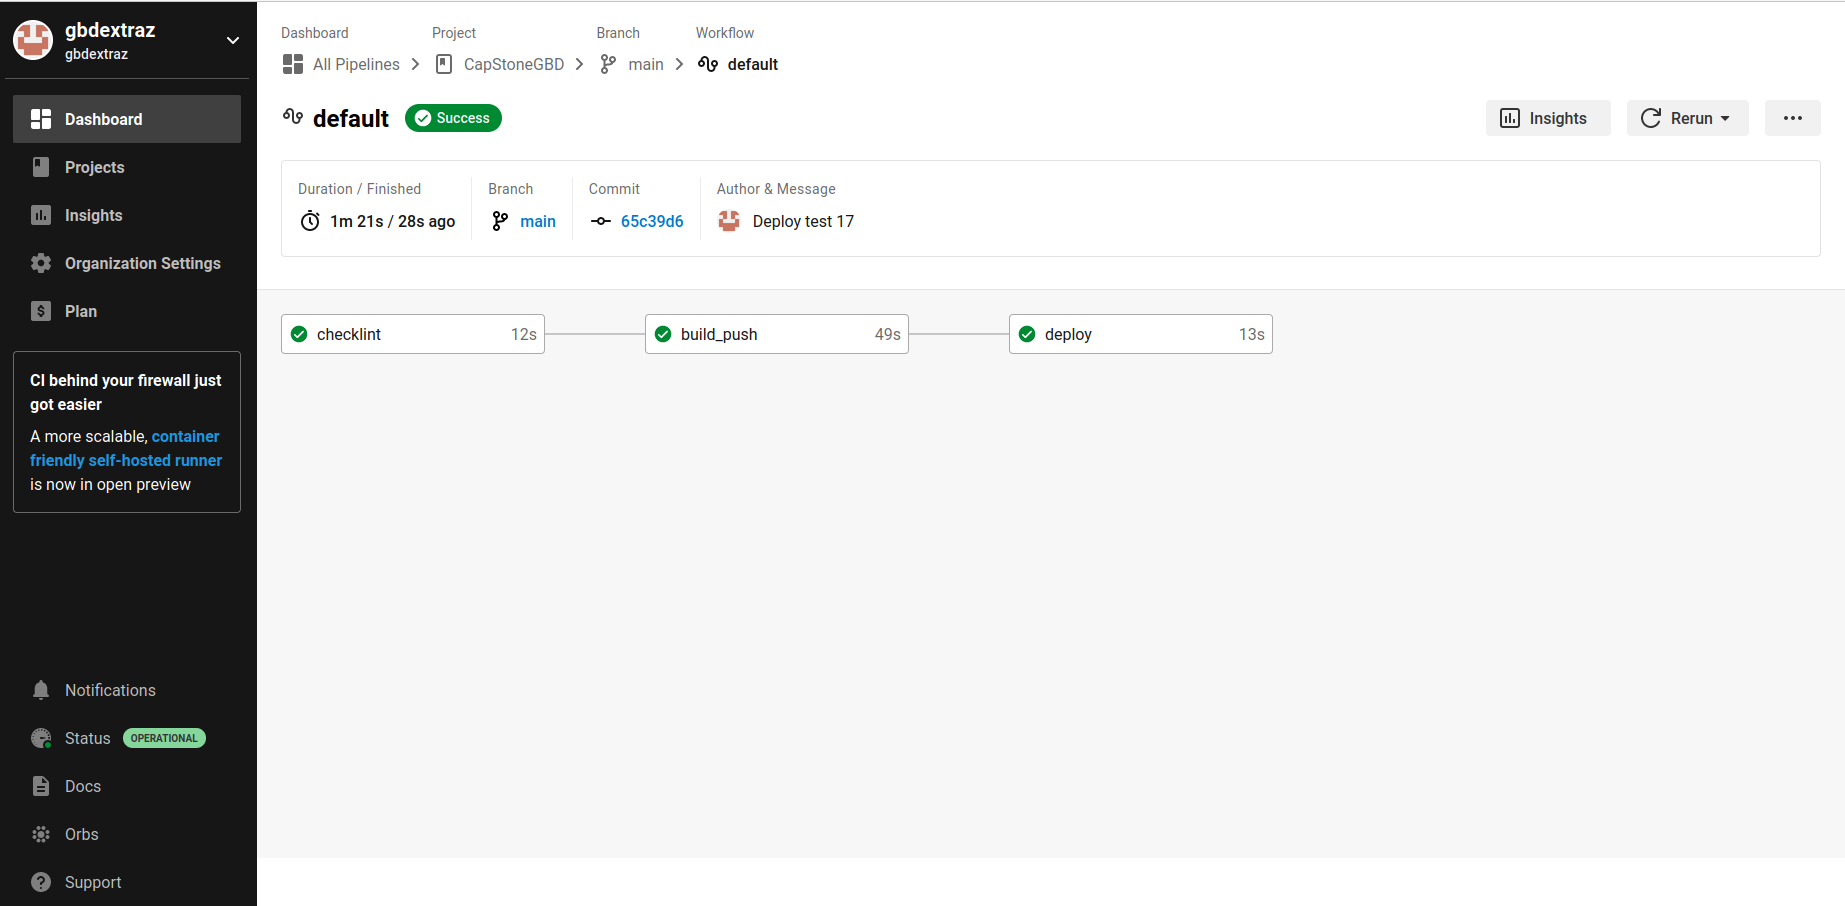 gbdextraz
gbdextraz
Dashboard
Projects
Insights
Organization Settings
Plan
CI behind your firewall just
got easier
A more scalable, container
friendly self-hosted runner
is now in open preview
Notifications
Status OPERATIONAL
Docs
Orbs
Support
Dashboard Project Branch Workflow
All Pipelines CapStoneGBD main default
default Success Insights Rerun
Duration / Finished Branch Commit Author & Message
1m 21s / 28s ago main 65c39d6 Deploy test 17
checklint 12s build_push 49s deploy 13s